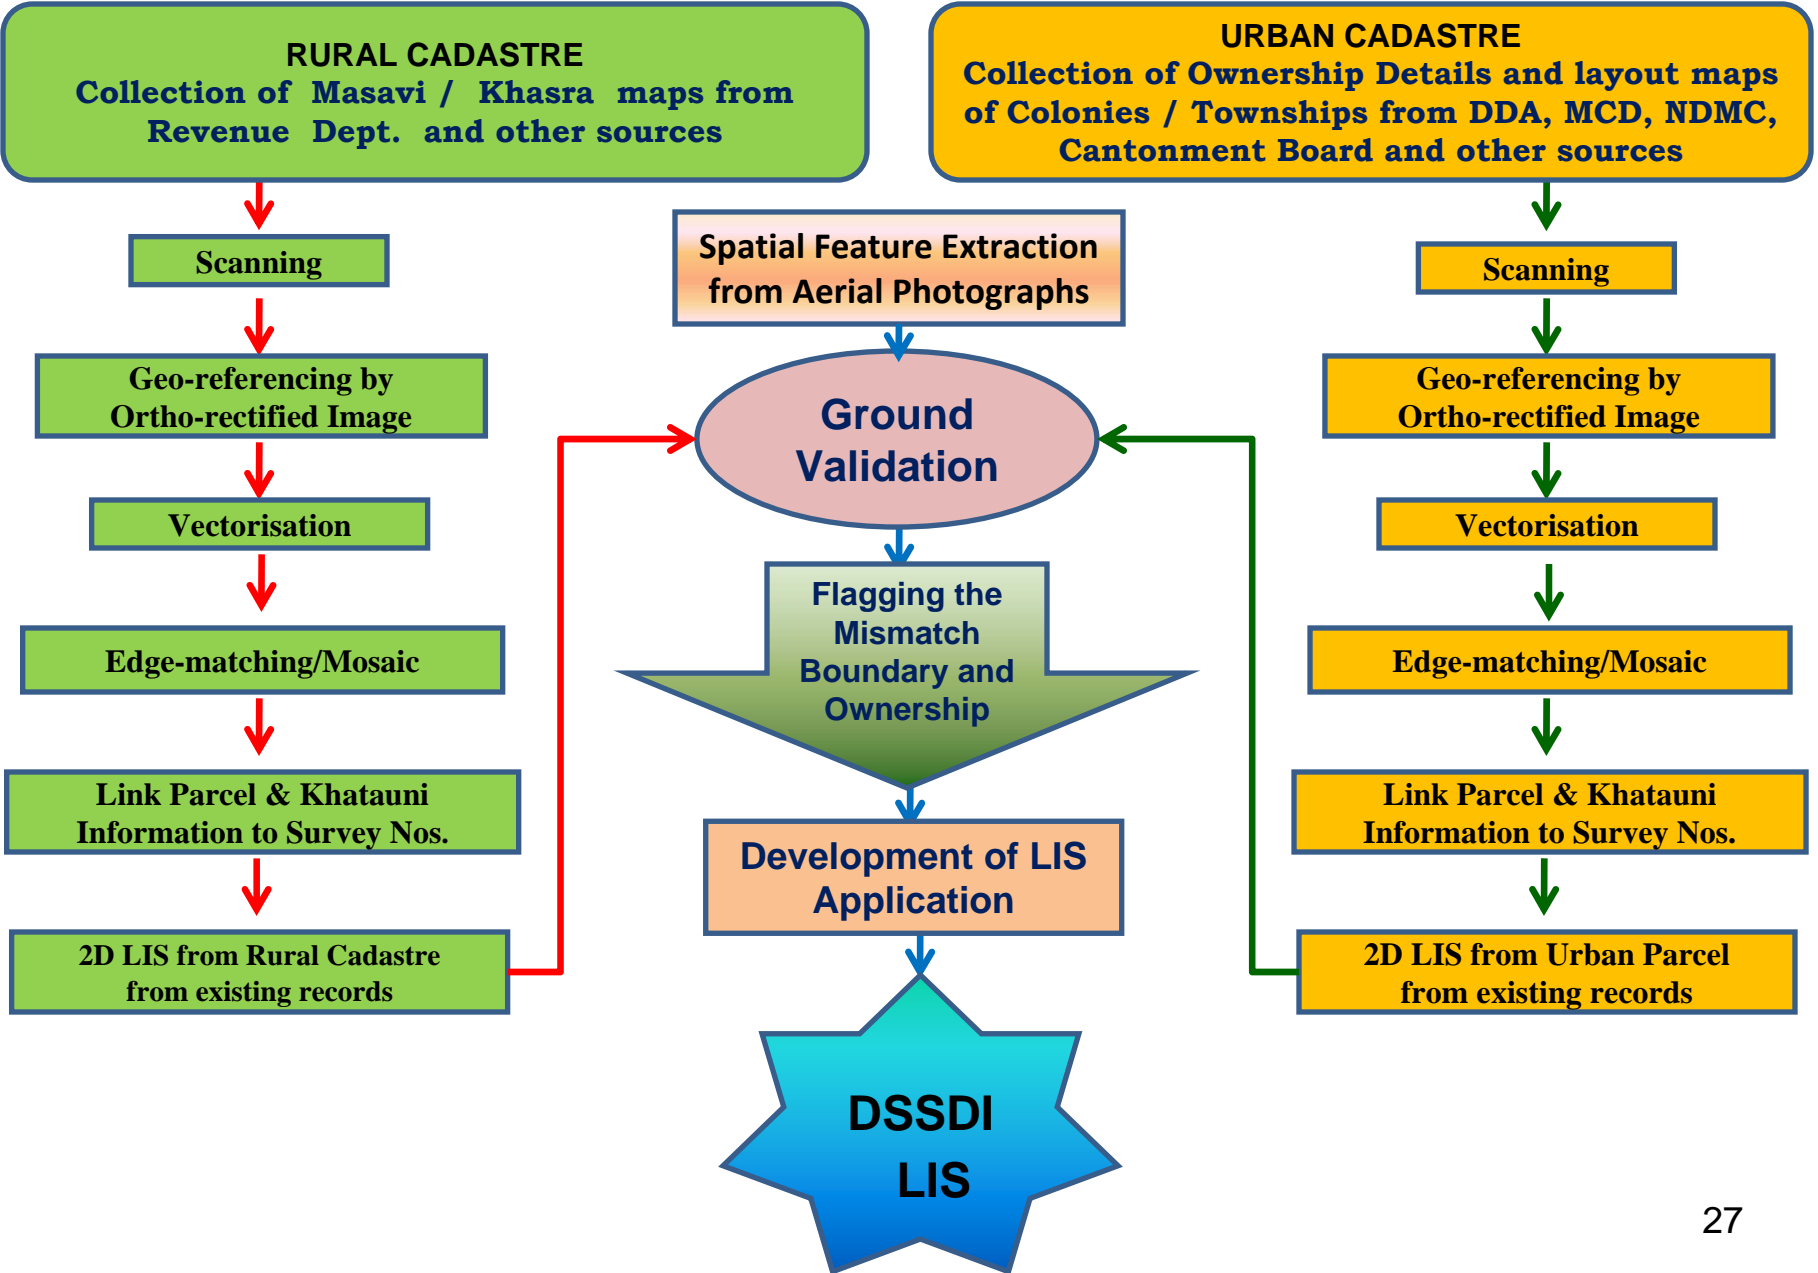 RURAL CADASTRE
Collection of Masavi / Khasra maps from
Revenue Dept. and other sources
Scanning
Geo-referencing by
Ortho-rectified Image
Vectorisation
Edge-matching/Mosaic
Link Parcel & Khatauni
Information to Survey Nos.
2D LIS from Rural Cadastre
from existing records
Spatial Feature Extraction
from Aerial Photographs
Ground
Validation
Flagging the
Mismatch
Boundary and
Ownership
Development of LIS
Application
DSSDI
LIS
URBAN CADASTRE
Collection of Ownership Details and layout maps
of Colonies / Townships from DDA, MCD, NDMC,
Cantonment Board and other sources
Scanning
Geo-referencing by
Ortho-rectified Image
Vectorisation
Edge-matching/Mosaic
Link Parcel & Khatauni
Information to Survey Nos.
2D LIS from Urban Parcel
from existing records
27